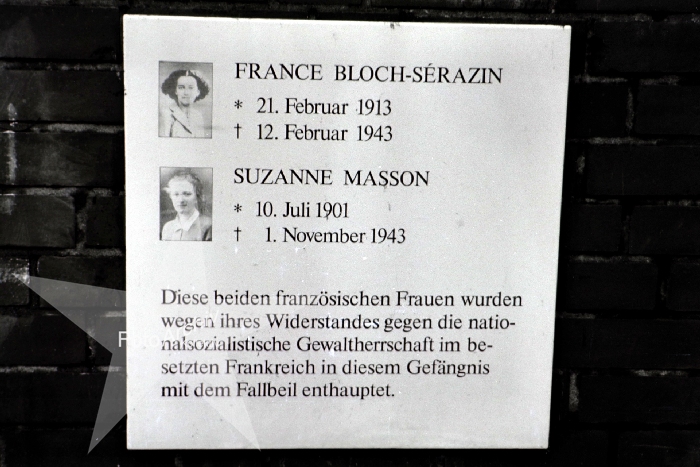 FRANCE BLOCH-SÉRAZIN
* 21. Februar 1913
† 12. Februar 1943
SUZANNE MASSON
* 10. Juli 1901
† 1. November 1943
Diese beiden französischen Frauen wurden
wegen ihres Widerstandes gegen die natio-
nalsozialistische Gewaltherrschaft im be-
setzten Frankreich in diesem Gefängnis
mit dem Fallbeil enthauptet.